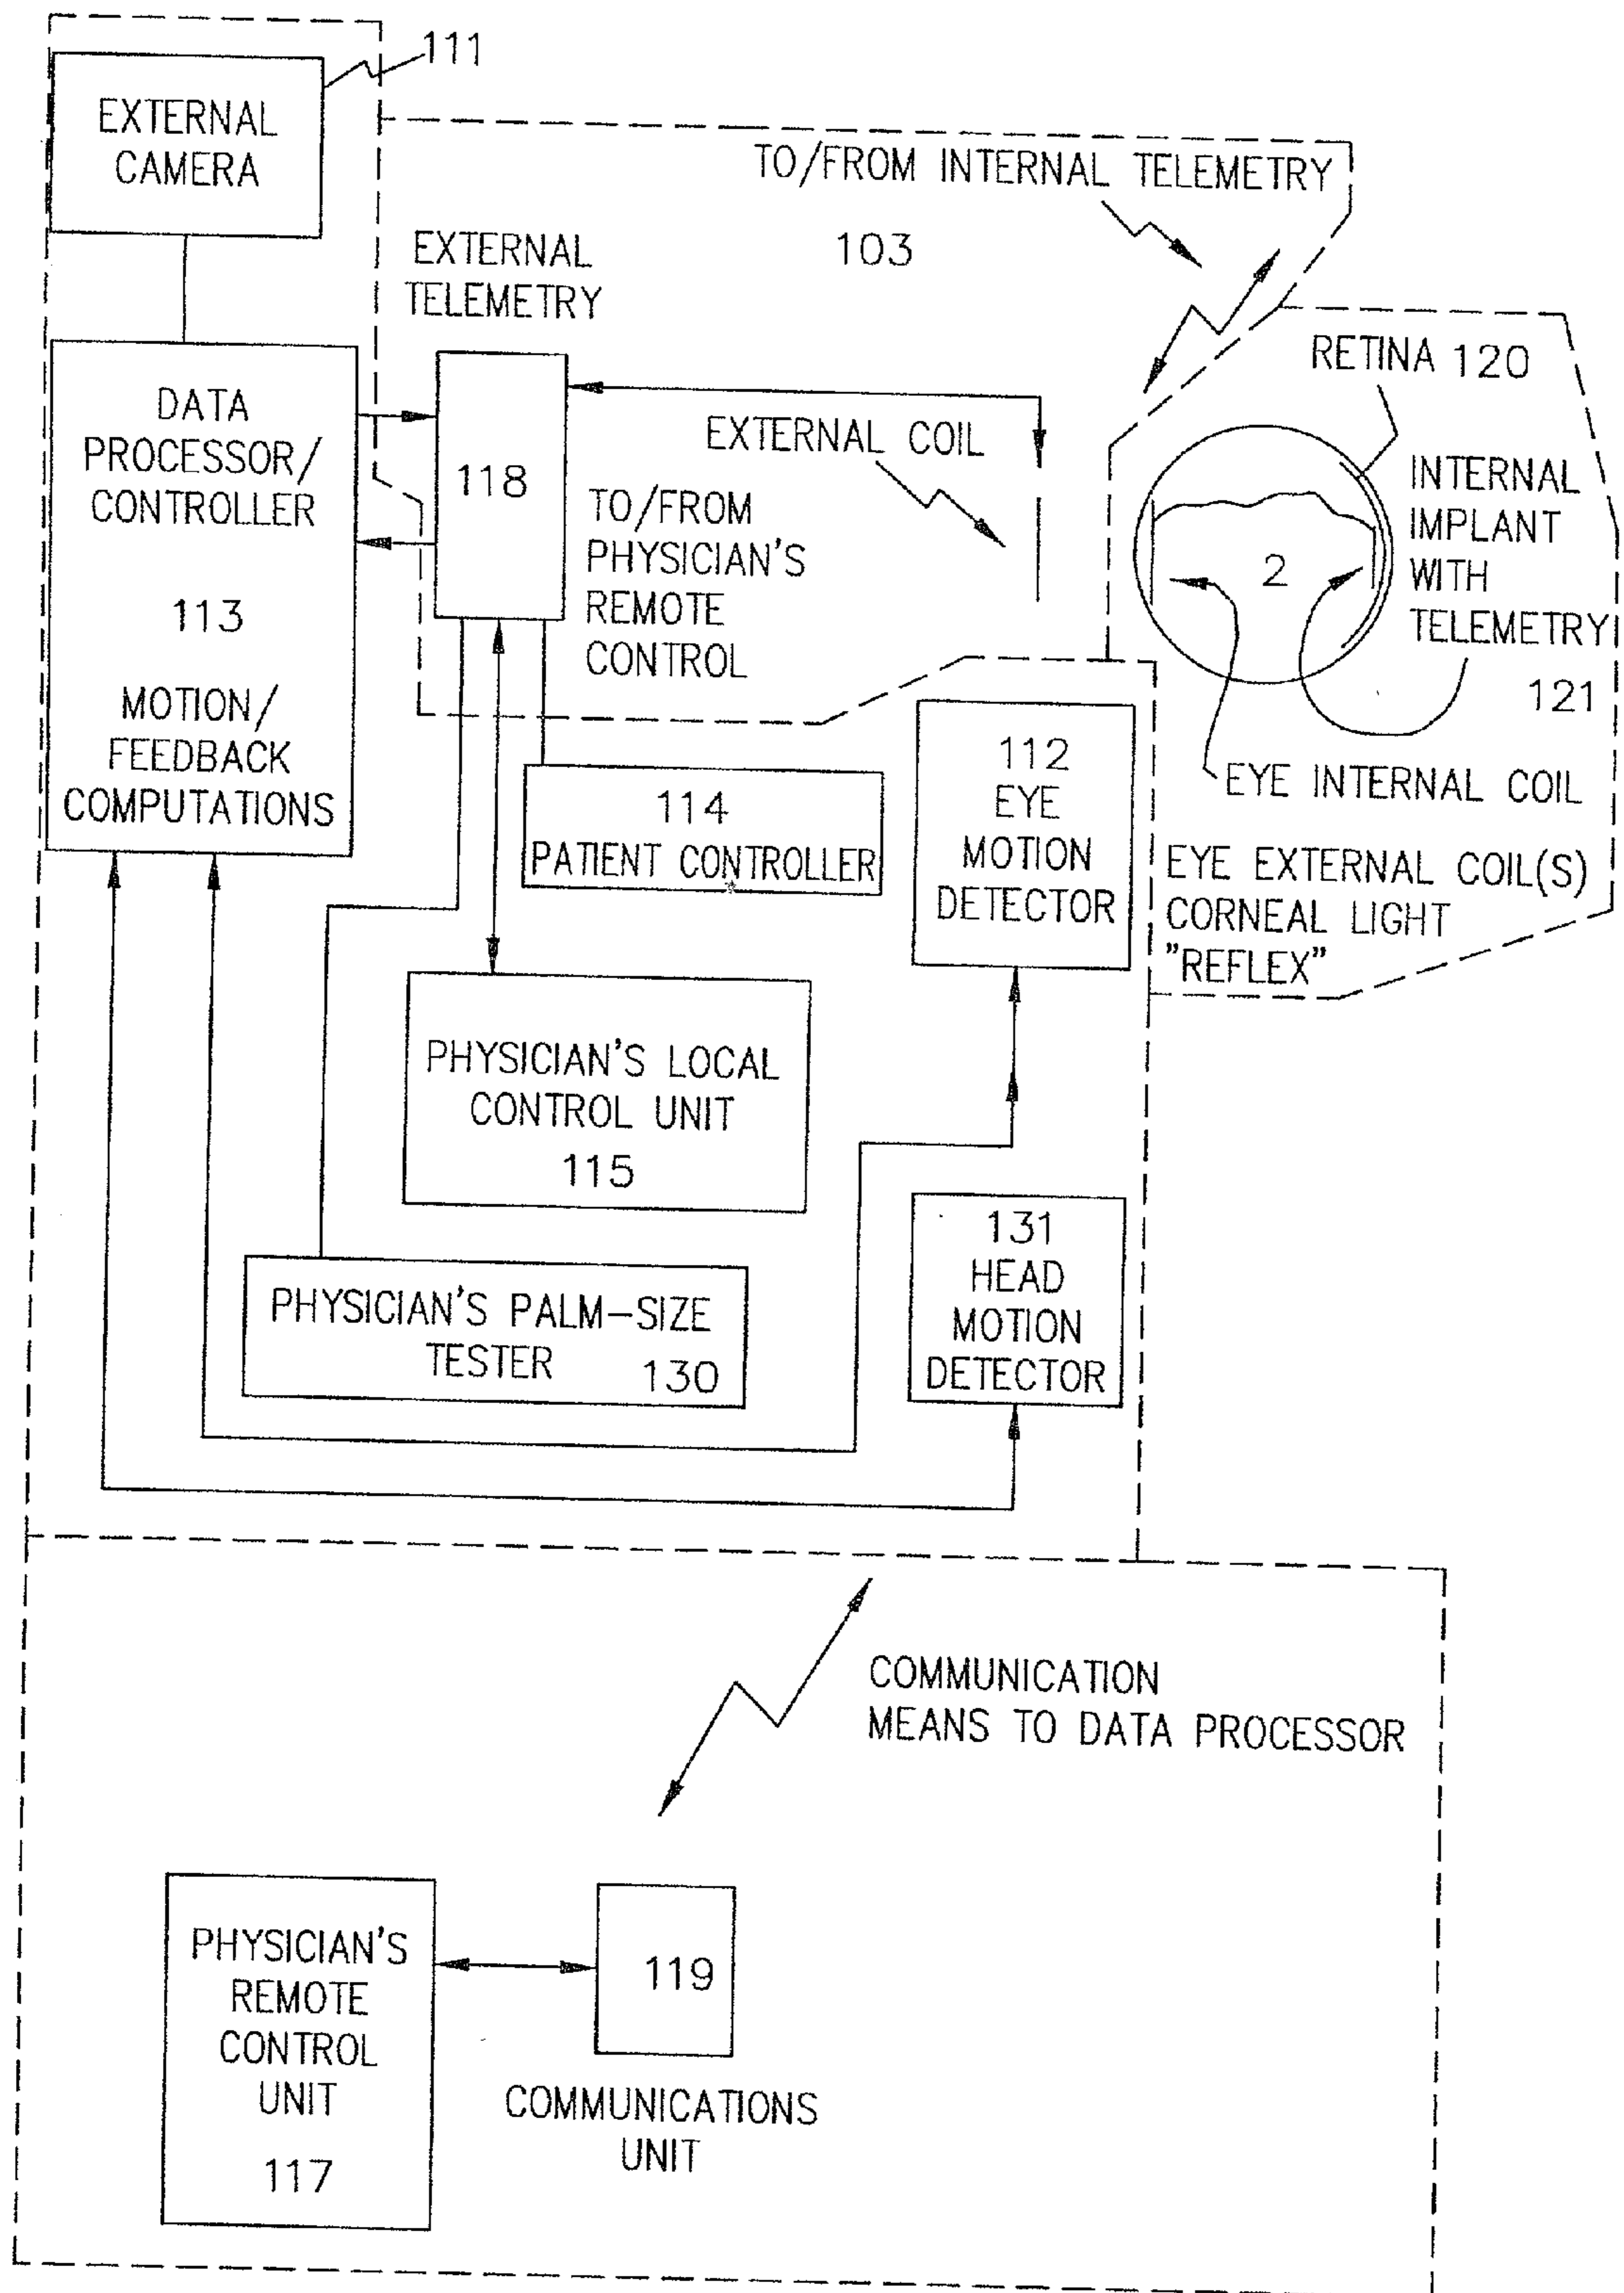 111
EXTERNAL
CAMERA
TO/FROM INTERNAL TELEMETRY
103
EXTERNAL
TELEMETRY
RETINA 120
DATA
PROCESSOR/
CONTROLLER
113
MOTION/
FEEDBACK
COMPUTATIONS
118
EXTERNAL COIL
TO/FROM
PHYSICIAN'S
REMOTE
CONTROL
2
INTERNAL
IMPLANT
WITH
TELEMETRY
121
EYE INTERNAL COIL
112
EYE
MOTION
DETECTOR
114
PATIENT CONTROLLER
EYE EXTERNAL COIL(S)
CORNEAL LIGHT
"REFLEX"
PHYSICIAN'S LOCAL
CONTROL UNIT
115
131
HEAD
MOTION
DETECTOR
PHYSICIAN'S PALM-SIZE
TESTER 130
COMMUNICATION
MEANS TO DATA PROCESSOR
PHYSICIAN'S
REMOTE
CONTROL
UNIT
117
119
COMMUNICATIONS
UNIT